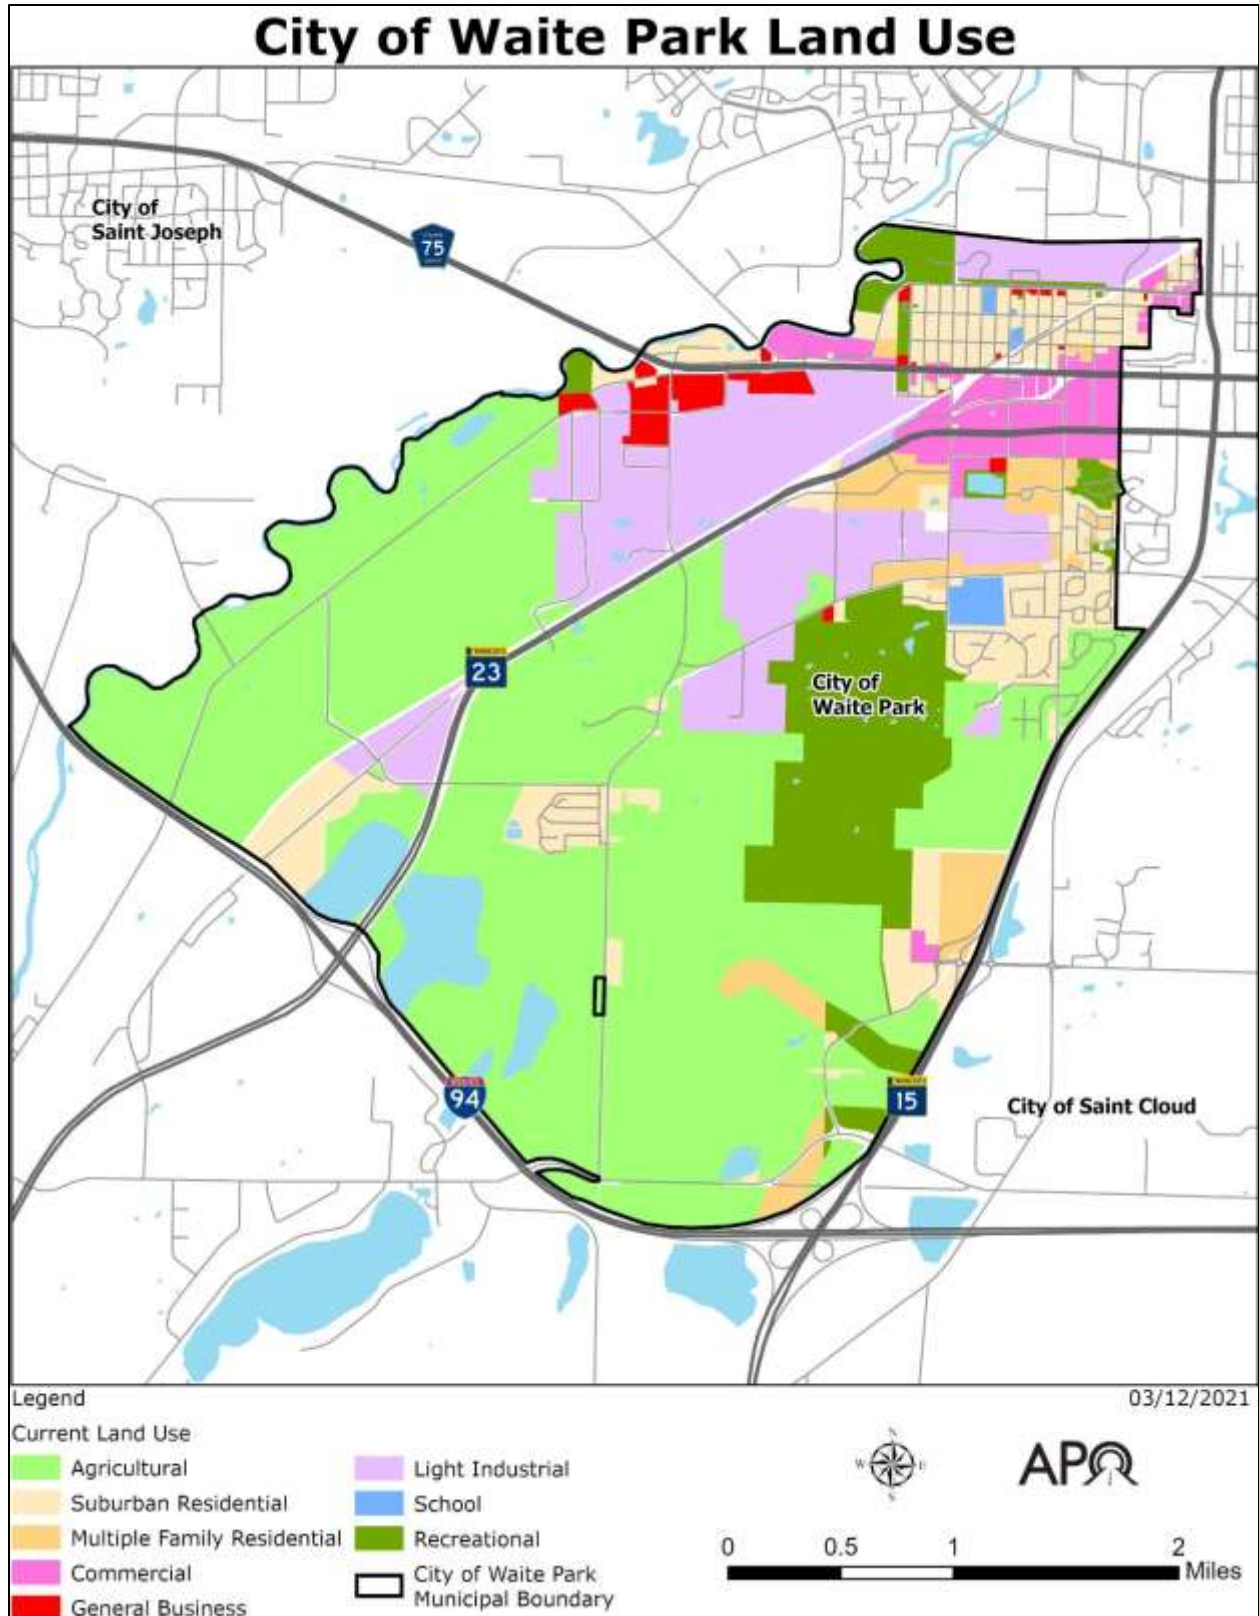 City of Waite Park Land Use
City of
Saint Joseph
75
23
City of
Waite Park
94
15
City of Saint Cloud
Legend
03/12/2021
Current Land Use
Agricultural
Suburban Residential
Multiple Family Residential
Commercial
General Business
Light Industrial
School
Recreational
City of Waite Park
Municipal Boundary
N
W
E
S
APO
0 0.5 1 2
Miles